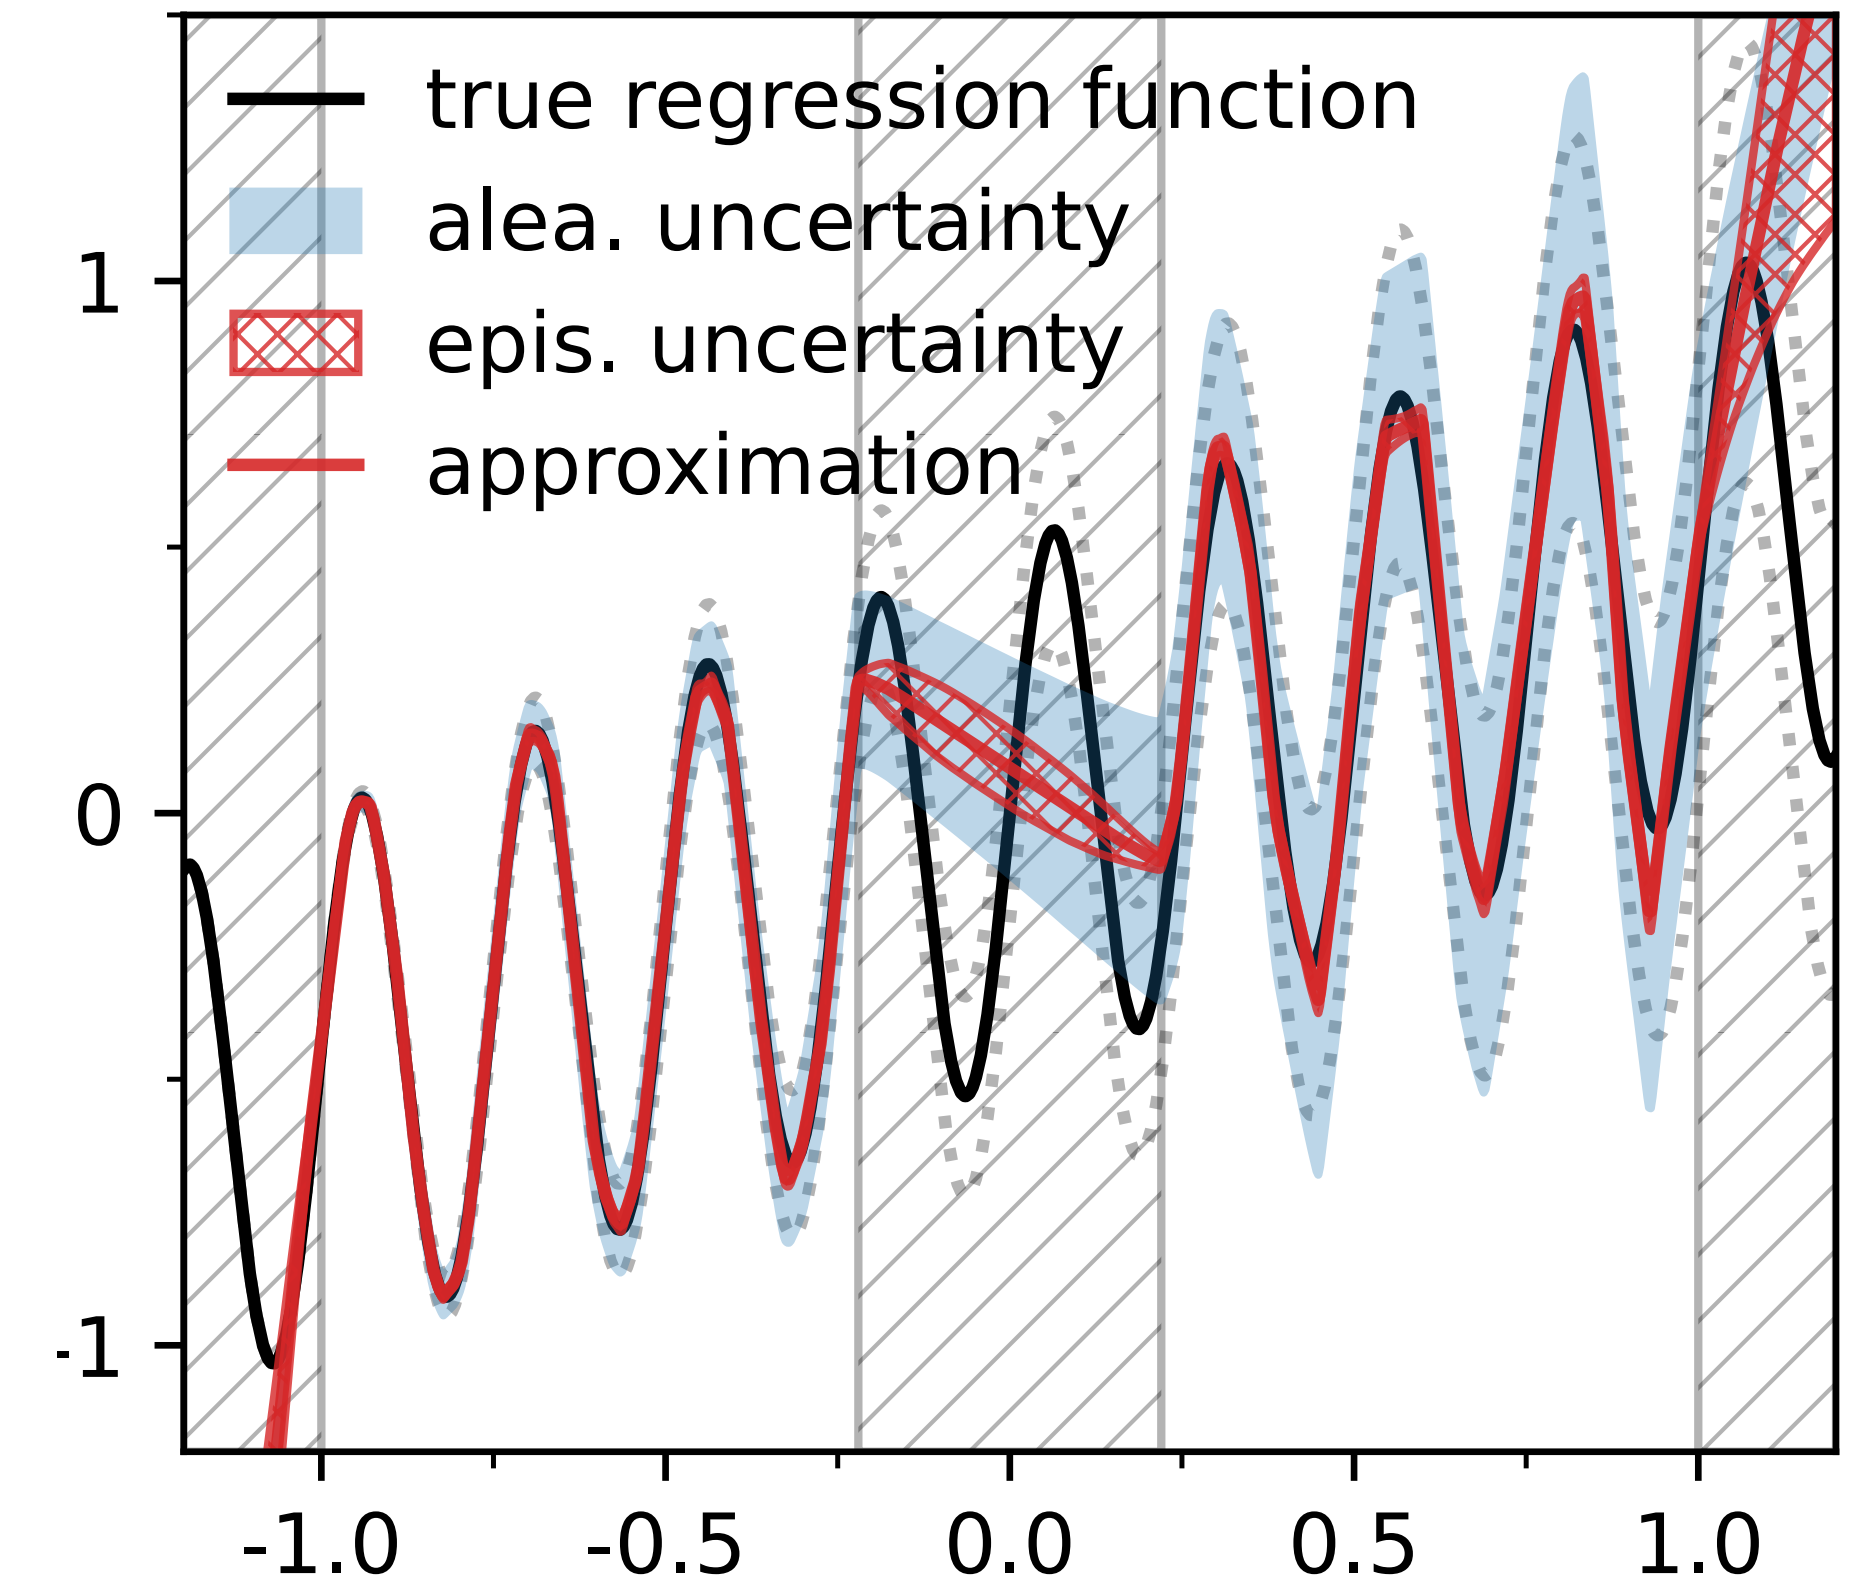 true regression function
alea. uncertainty
epis. uncertainty
approximation
1
0
-1
-1.0 -0.5 0.0 0.5 1.0